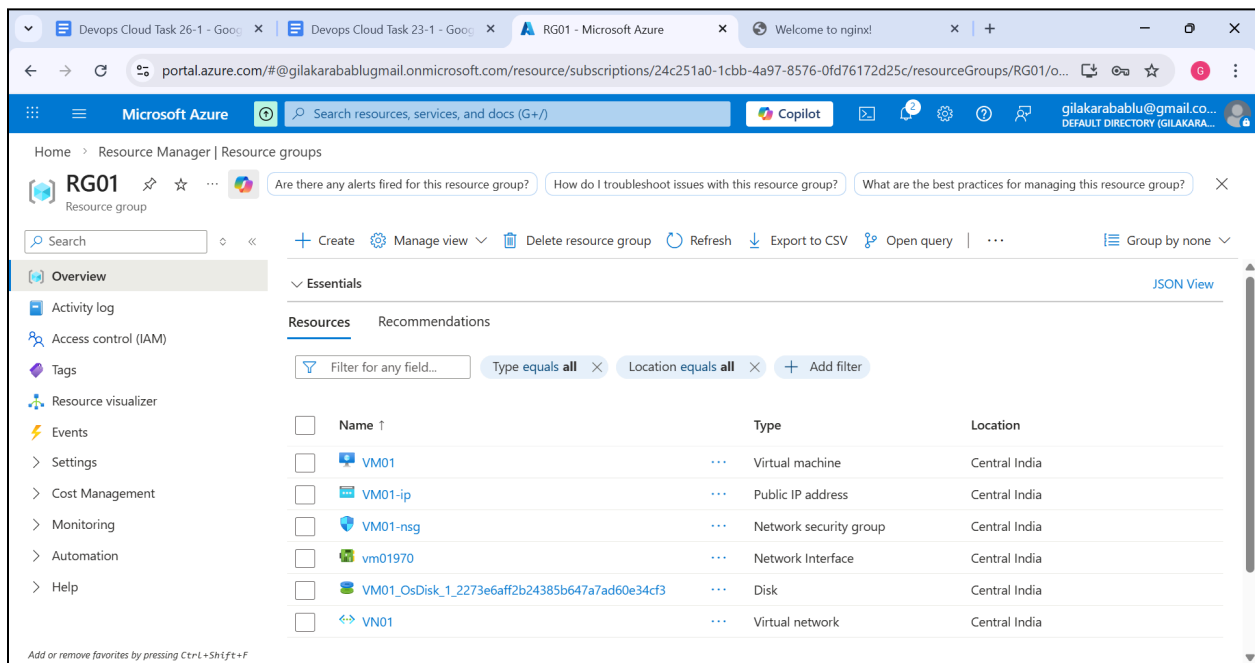 Devops Cloud Task 26-1 - Goog
Devops Cloud Task 23-1 - Goog
RG01 - Microsoft Azure
Welcome to nginx!
portal.azure.com/#@gilakarabablugmail.onmicrosoft.com/resource/subscriptions/24c251a0-1cbb-4a97-8576-0fd76172d25c/resourceGroups/RG01/o...
G
Microsoft Azure
Search resources, services, and docs (G+/)
Copilot
2
gilakarabablu@gmail.co...
DEFAULT DIRECTORY (GILAKARA...
Home > Resource Manager | Resource groups
RG01
Resource group
Are there any alerts fired for this resource group?
How do I troubleshoot issues with this resource group?
What are the best practices for managing this resource group?
Search
Create
Manage view
Delete resource group
Refresh
Export to CSV
Open query
Group by none
Overview
Activity log
Access control (IAM)
Tags
Resource visualizer
Events
Settings
Cost Management
Monitoring
Automation
Help
Add or remove favorites by pressing Ctrl+Shift+F
Essentials
JSON View
Resources Recommendations
Filter for any field...
Type equals all
Location equals all
Add filter
Name ↑ Type Location
VM01 ... Virtual machine Central India
VM01-ip ... Public IP address Central India
VM01-nsg ... Network security group Central India
vm01970 ... Network Interface Central India
VM01_OsDisk_1_2273e6aff2b24385b647a7ad60e34cf3 ... Disk Central India
VN01 ... Virtual network Central India